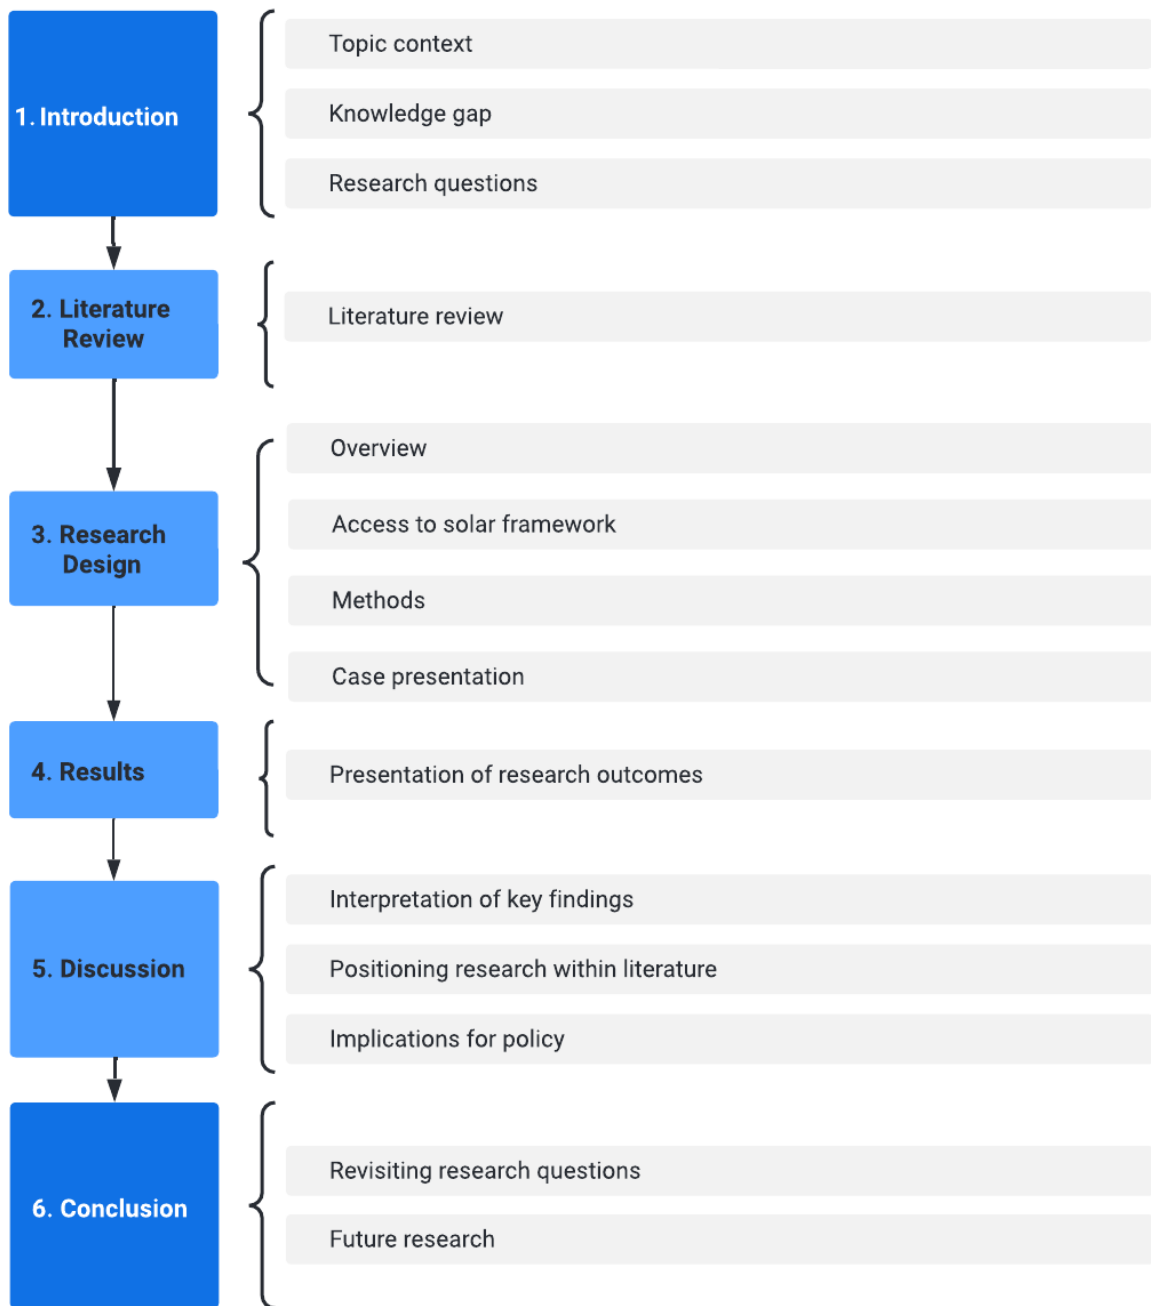 1. Introduction
Topic context
Knowledge gap
Research questions
2. Literature
Review
Literature review
3. Research
Design
Overview
Access to solar framework
Methods
Case presentation
4. Results
Presentation of research outcomes
5. Discussion
Interpretation of key findings
Positioning research within literature
Implications for policy
6. Conclusion
Revisiting research questions
Future research